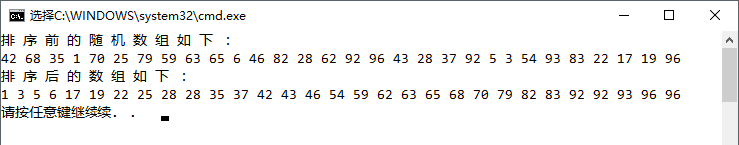 选择C:\WINDOWS\system32\cmd.exe
排序前的随机数组如下：
42 68 35 1 70 25 79 59 63 65 6 46 82 28 62 92 96 43 28 37 92 5 3 54 93 83 22 17 19 96
排序后的数组如下：
1 3 5 6 17 19 22 25 28 28 35 37 42 43 46 54 59 62 63 65 68 70 79 82 83 92 92 93 96 96
请按任意键继续续. .